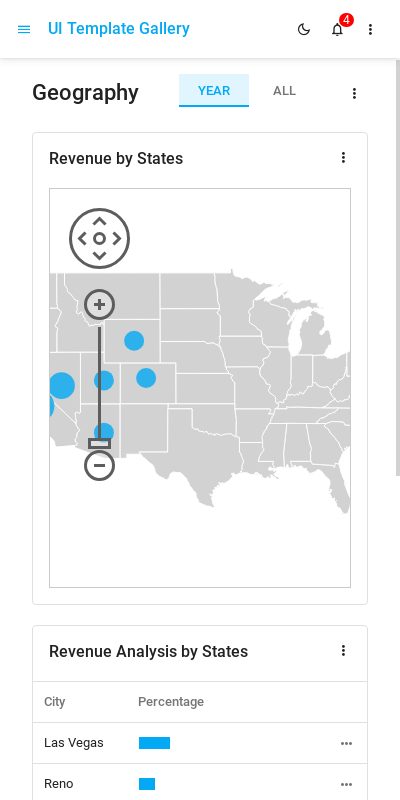 UI Template Gallery
4
Geography
YEAR
ALL
Revenue by States
Revenue Analysis by States
City
Percentage
Las Vegas
Reno